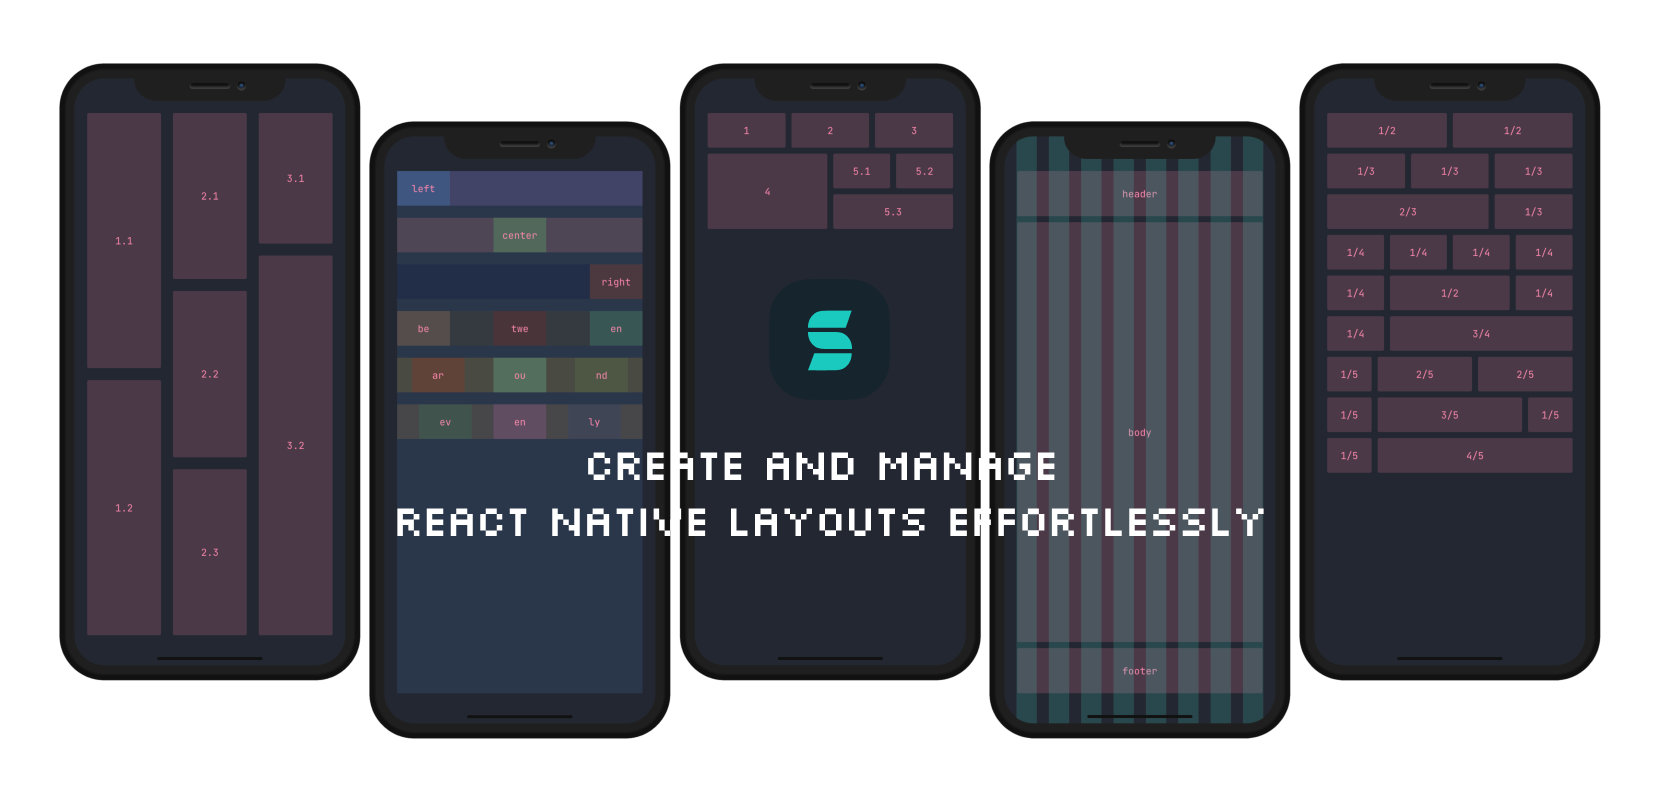 1.1
1.2
2.1
2.2
2.3
3.1
3.2
left
center
right
be twe en
ar ou nd
ev en ly
1 2 3
4
5.1 5.2
5.3
header
body
footer
1/2 1/2
1/3 1/3 1/3
2/3 1/3
1/4 1/4 1/4 1/4
1/4 1/2 1/4
1/4 3/4
1/5 2/5 2/5
1/5 3/5 1/5
1/5 4/5
CREATE AND MANAGE
REACT NATIVE LAYOUTS EFFORTLESSLY